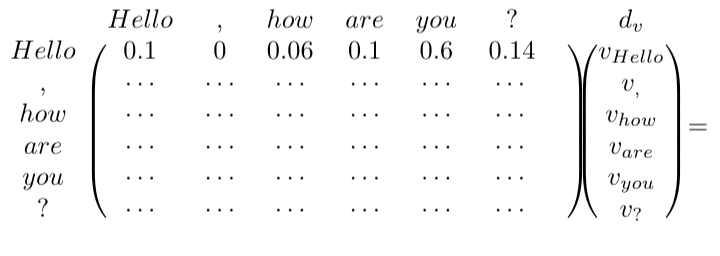 Hello , how are you ? d_v
Hello 0.1 0 0.06 0.1 0.6 0.14 v_Hello
, ... ... ... ... ... ... v_,
how ... ... ... ... ... ... v_how
are ... ... ... ... ... ... v_are =
you ... ... ... ... ... ... v_you
? ... ... ... ... ... ... v_?